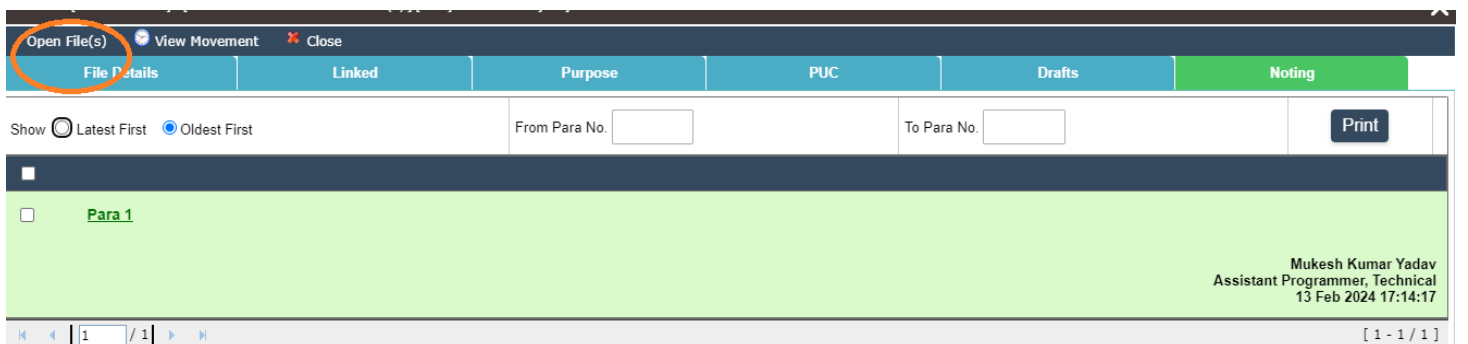 Open File(s) View Movement Close
File Details Linked Purpose PUC Drafts Noting
Show Latest First Oldest First From Para No. To Para No. Print
Para 1
Mukesh Kumar Yadav
Assistant Programmer, Technical
13 Feb 2024 17:14:17
1 / 1 [ 1 - 1 / 1 ]